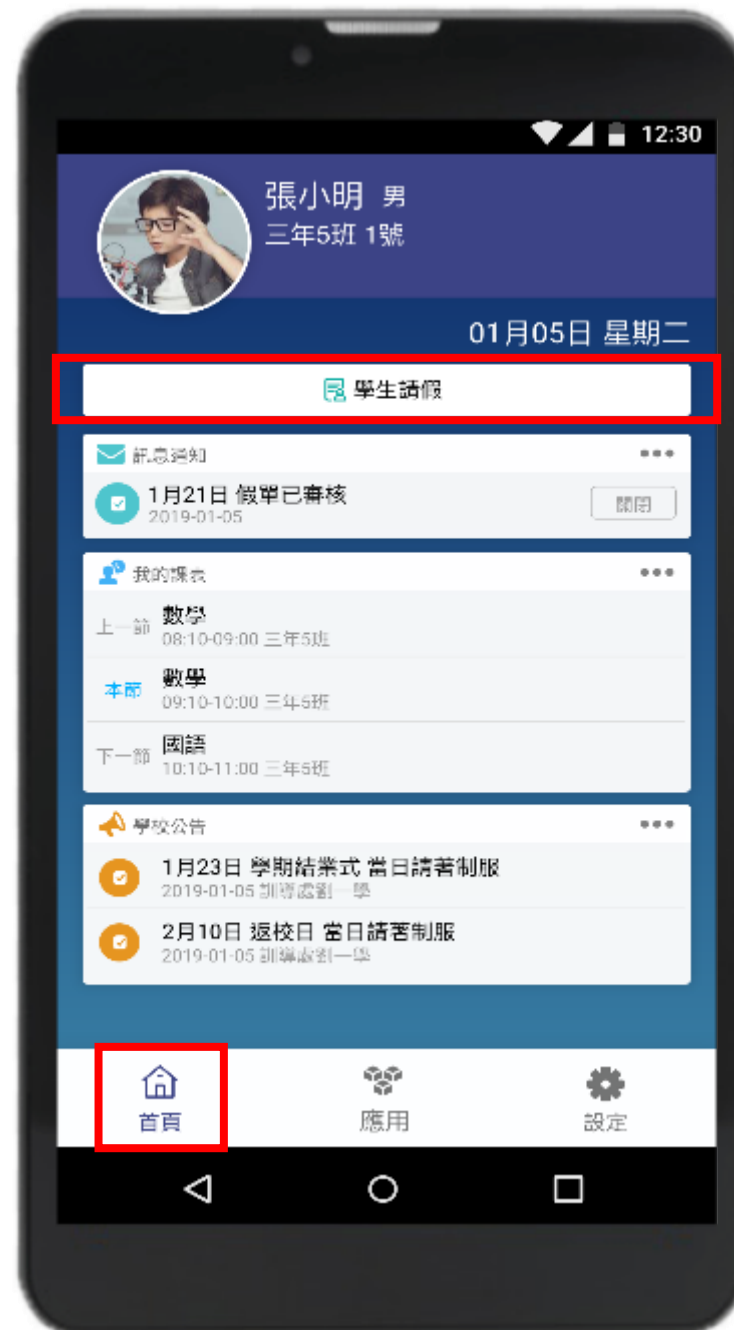 12:30
張小明 男
三年5班 1號
01月05日 星期二
學生請假
訊息通知
1月21日 假單已審核
2019-01-05
關閉
我的課表
上一節
數學
08:10-09:00 三年5班
本節
數學
09:10-10:00 三年5班
下一節
國語
10:10-11:00 三年5班
學校公告
1月23日 學期結業式 當日請著制服
2019-01-05 訓導處劉一學
2月10日 返校日 當日請著制服
2019-01-05 訓導處劉一學
首頁
應用
設定